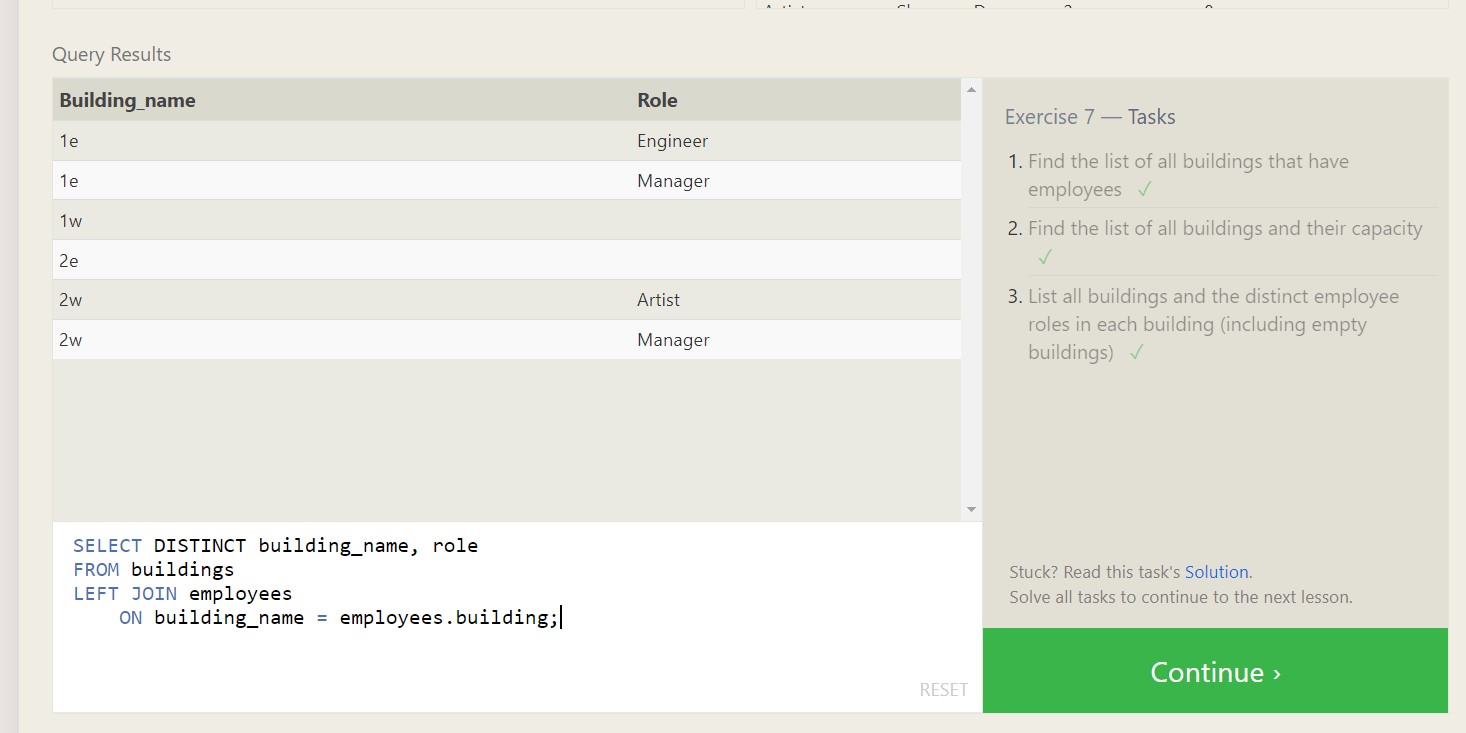 Query Results
Building_name Role
1e Engineer
1e Manager
1w
2e
2w Artist
2w Manager
SELECT DISTINCT building_name, role
FROM buildings
LEFT JOIN employees
ON building_name = employees.building;
RESET
Exercise 7 — Tasks
1. Find the list of all buildings that have
employees ✓
2. Find the list of all buildings and their capacity
✓
3. List all buildings and the distinct employee
roles in each building (including empty
buildings) ✓
Stuck? Read this task's Solution.
Solve all tasks to continue to the next lesson.
Continue ›